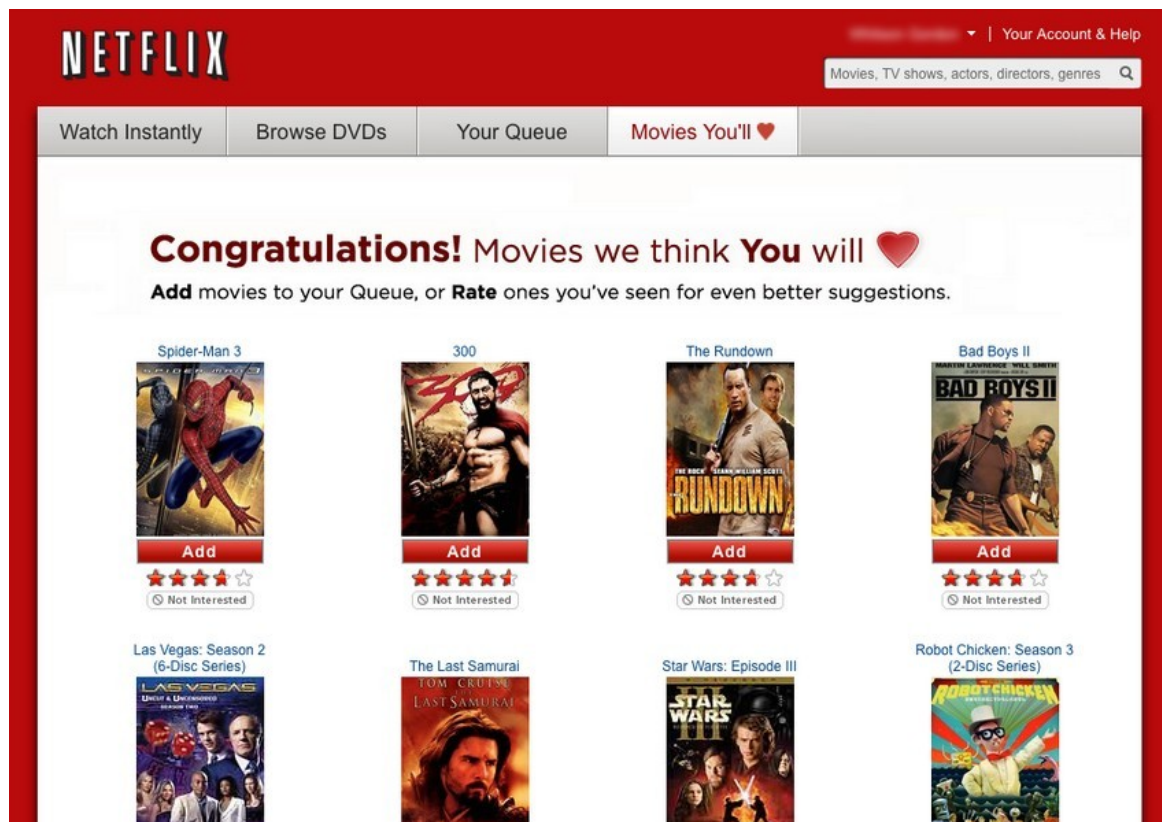 NETFLIX
Your Account & Help
Movies, TV shows, actors, directors, genres
Watch Instantly
Browse DVDs
Your Queue
Movies You'll
Congratulations! Movies we think You will
Add movies to your Queue, or Rate ones you've seen for even better suggestions.
Spider-Man 3
300
The Rundown
Bad Boys II
SPIDER-MAN 3
300
THE ROCK SEANN WILLIAM SCOTT
THE RUNDOWN
MARTIN LAWRENCE WILL SMITH
BAD BOYS II
Add
Add
Add
Add
Not Interested
Not Interested
Not Interested
Not Interested
Las Vegas: Season 2
(6-Disc Series)
The Last Samurai
Star Wars: Episode III
Robot Chicken: Season 3
(2-Disc Series)
LAS VEGAS
UNCUT & UNCENSORED
SEASON TWO
TOM CRUISE
LAST SAMURAI
STAR
WARS
III
ROBOT CHICKEN